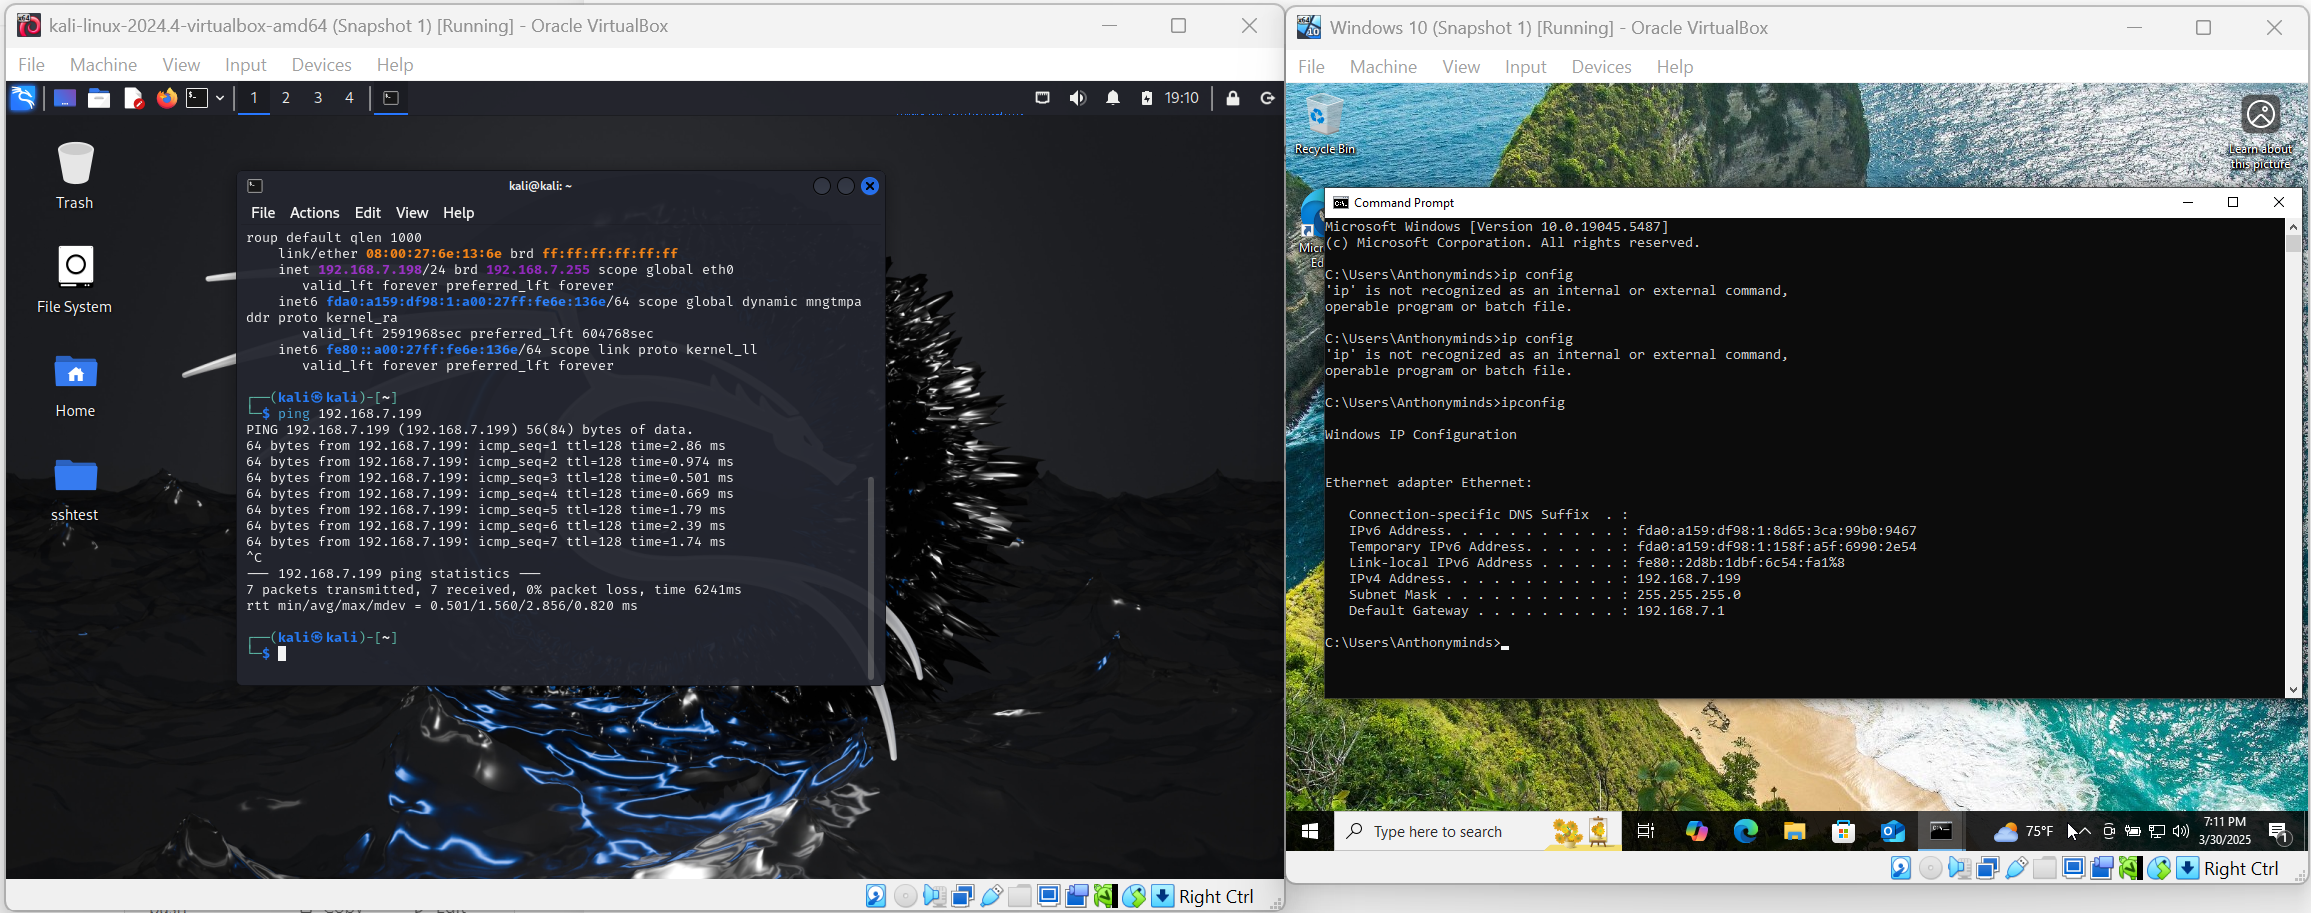 kali-linux-2024.4-virtualbox-amd64 (Snapshot 1) [Running] - Oracle VirtualBox
File Machine View Input Devices Help
1 2 3 4
19:10
Trash
File System
Home
sshtest
kali@kali: ~
File Actions Edit View Help
roup default qlen 1000
    link/ether 08:00:27:6e:13:6e brd ff:ff:ff:ff:ff:ff
    inet 192.168.7.198/24 brd 192.168.7.255 scope global eth0
       valid_lft forever preferred_lft forever
    inet6 fda0:a159:df98:1:a00:27ff:fe6e:136e/64 scope global dynamic mngtmpa
ddr proto kernel_ra
       valid_lft 2591968sec preferred_lft 604768sec
    inet6 fe80::a00:27ff:fe6e:136e/64 scope link proto kernel_ll
       valid_lft forever preferred_lft forever
┌──(kali㉿kali)-[~]
└─$ ping 192.168.7.199
PING 192.168.7.199 (192.168.7.199) 56(84) bytes of data.
64 bytes from 192.168.7.199: icmp_seq=1 ttl=128 time=2.86 ms
64 bytes from 192.168.7.199: icmp_seq=2 ttl=128 time=0.974 ms
64 bytes from 192.168.7.199: icmp_seq=3 ttl=128 time=0.501 ms
64 bytes from 192.168.7.199: icmp_seq=4 ttl=128 time=0.669 ms
64 bytes from 192.168.7.199: icmp_seq=5 ttl=128 time=1.79 ms
64 bytes from 192.168.7.199: icmp_seq=6 ttl=128 time=2.39 ms
64 bytes from 192.168.7.199: icmp_seq=7 ttl=128 time=1.74 ms
^C
--- 192.168.7.199 ping statistics ---
7 packets transmitted, 7 received, 0% packet loss, time 6241ms
rtt min/avg/max/mdev = 0.501/1.560/2.856/0.820 ms
┌──(kali㉿kali)-[~]
└─$
Right Ctrl
Windows 10 (Snapshot 1) [Running] - Oracle VirtualBox
File Machine View Input Devices Help
Recycle Bin
Learn about
this picture
Micr
Ed
Command Prompt
Microsoft Windows [Version 10.0.19045.5487]
(c) Microsoft Corporation. All rights reserved.
C:\Users\Anthonyminds>ip config
'ip' is not recognized as an internal or external command,
operable program or batch file.
C:\Users\Anthonyminds>ip config
'ip' is not recognized as an internal or external command,
operable program or batch file.
C:\Users\Anthonyminds>ipconfig
Windows IP Configuration
Ethernet adapter Ethernet:
   Connection-specific DNS Suffix  . :
   IPv6 Address. . . . . . . . . . . : fda0:a159:df98:1:8d65:3ca:99b0:9467
   Temporary IPv6 Address. . . . . . : fda0:a159:df98:1:158f:a5f:6990:2e54
   Link-local IPv6 Address . . . . . : fe80::2d8b:1dbf:6c54:fa1%8
   IPv4 Address. . . . . . . . . . . : 192.168.7.199
   Subnet Mask . . . . . . . . . . . : 255.255.255.0
   Default Gateway . . . . . . . . . : 192.168.7.1
C:\Users\Anthonyminds>
Type here to search
75°F
7:11 PM
3/30/2025
1
Right Ctrl